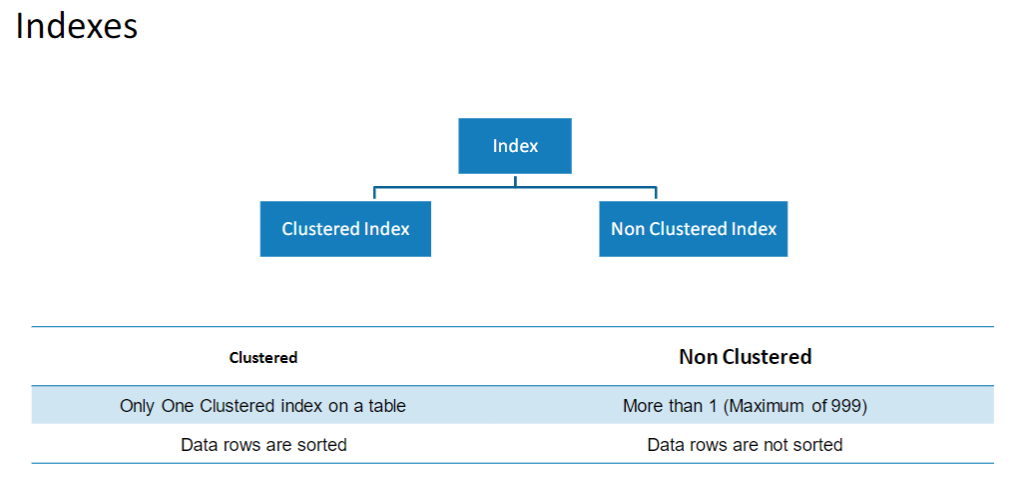 Indexes
Index
Clustered Index
Non Clustered Index
Clustered
Non Clustered
Only One Clustered index on a table
More than 1 (Maximum of 999)
Data rows are sorted
Data rows are not sorted